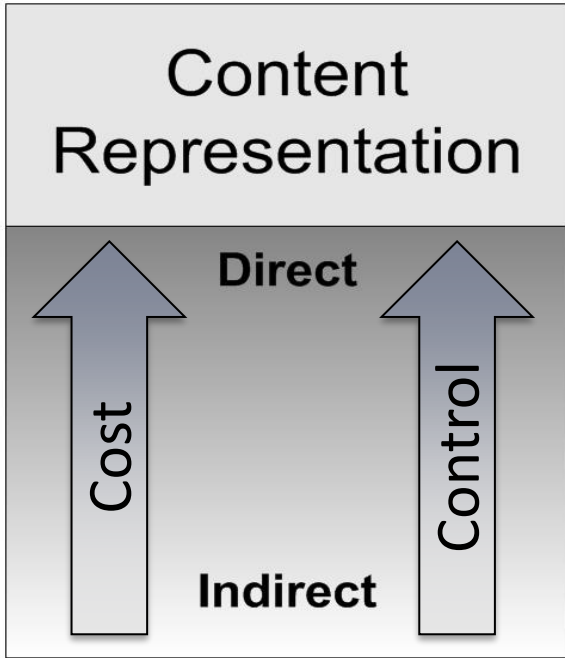 Content
Representation
Direct
Cost
Control
Indirect